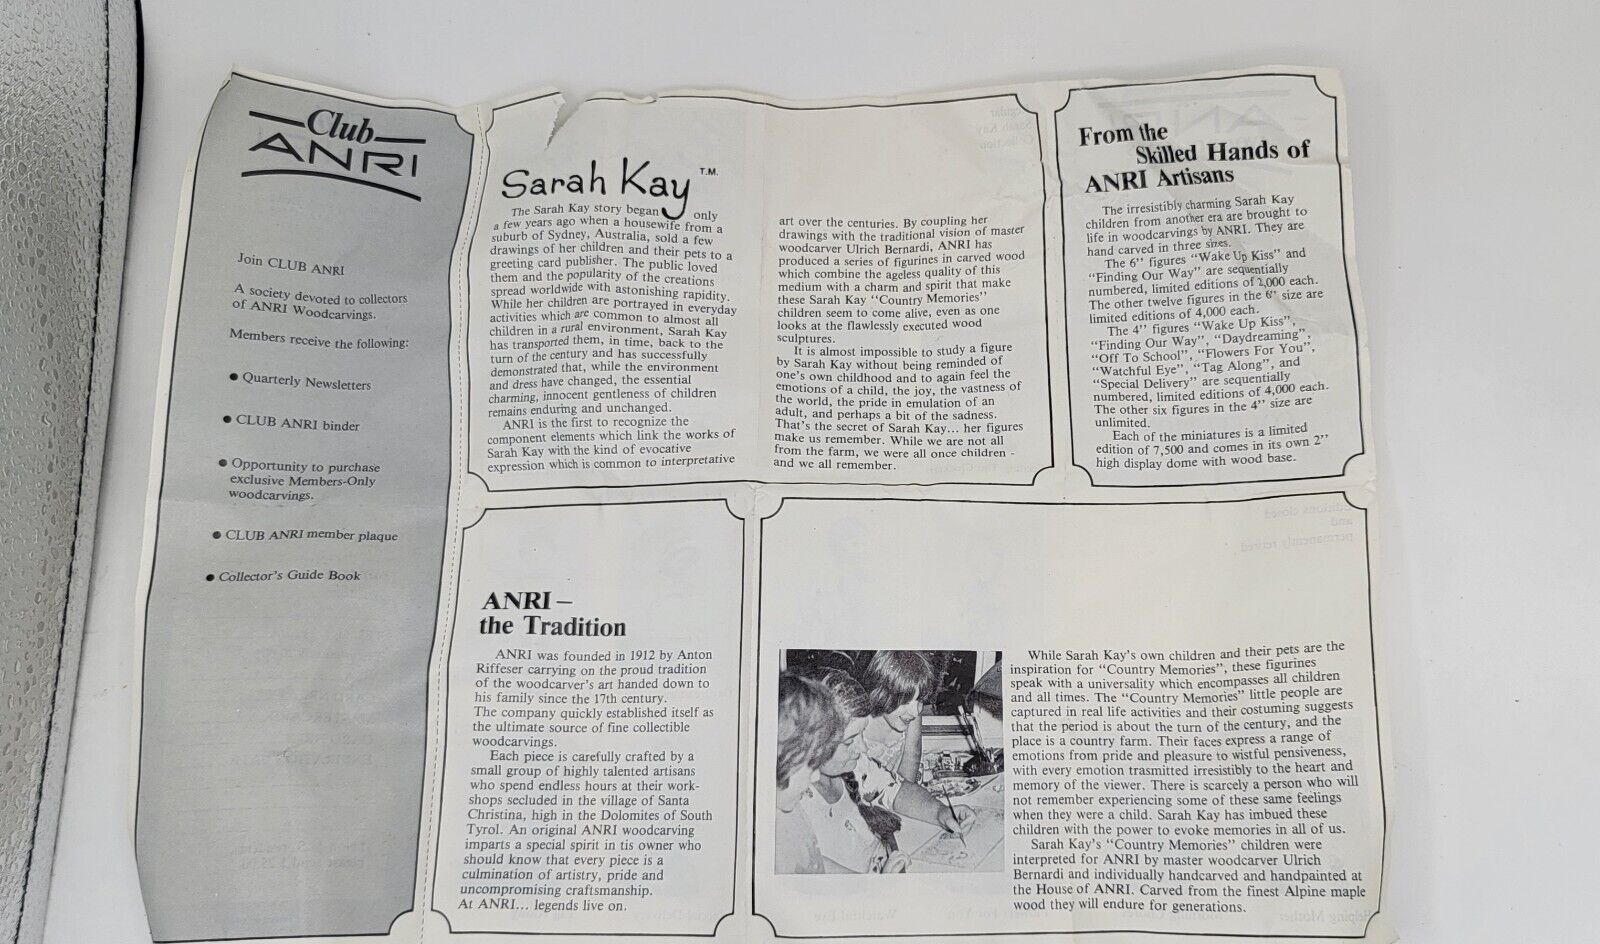 Club
ANRI
Join CLUB ANRI
A society devoted to collectors
of ANRI Woodcarvings.
Members receive the following:
● Quarterly Newsletters
● CLUB ANRI binder
● Opportunity to purchase
exclusive Members-Only
woodcarvings.
● CLUB ANRI member plaque
● Collector's Guide Book
Sarah Kay T.M.
The Sarah Kay story began only
a few years ago when a housewife from a
suburb of Sydney, Australia, sold a few
drawings of her children and their pets to a
greeting card publisher. The public loved
them and the popularity of the creations
spread worldwide with astonishing rapidity.
While her children are portrayed in everyday
activities which are common to almost all
children in a rural environment, Sarah Kay
has transported them, in time, back to the
turn of the century and has successfully
demonstrated that, while the environment
and dress have changed, the essential
charming, innocent gentleness of children
remains enduring and unchanged.
ANRI is the first to recognize the
component elements which link the works of
Sarah Kay with the kind of evocative
expression which is common to interpretative
art over the centuries. By coupling her
drawings with the traditional vision of master
woodcarver Ulrich Bernardi, ANRI has
produced a series of figurines in carved wood
which combine the ageless quality of this
medium with a charm and spirit that make
these Sarah Kay "Country Memories"
children seem to come alive, even as one
looks at the flawlessly executed wood
sculptures.
It is almost impossible to study a figure
by Sarah Kay without being reminded of
one's own childhood and to again feel the
emotions of a child, the joy, the vastness of
the world, the pride in emulation of an
adult, and perhaps a bit of the sadness.
That's the secret of Sarah Kay... her figures
make us remember. While we are not all
from the farm, we were all once children -
and we all remember.
From the
Skilled Hands of
ANRI Artisans
The irresistibly charming Sarah Kay
children from another era are brought to
life in woodcarvings by ANRI. They are
hand carved in three sizes.
The 6" figures "Wake Up Kiss" and
"Finding Our Way" are sequentially
numbered, limited editions of 2,000 each.
The other twelve figures in the 6" size are
limited editions of 4,000 each.
The 4" figures "Wake Up Kiss",
"Finding Our Way", "Daydreaming",
"Off To School", "Flowers For You",
"Watchful Eye", "Tag Along", and
"Special Delivery" are sequentially
numbered, limited editions of 4,000 each.
The other six figures in the 4" size are
unlimited.
Each of the miniatures is a limited
edition of 7,500 and comes in its own 2"
high display dome with wood base.
ANRI –
the Tradition
ANRI was founded in 1912 by Anton
Riffeser carrying on the proud tradition
of the woodcarver's art handed down to
his family since the 17th century.
The company quickly established itself as
the ultimate source of fine collectible
woodcarvings.
Each piece is carefully crafted by a
small group of highly talented artisans
who spend endless hours at their work-
shops secluded in the village of Santa
Christina, high in the Dolomites of South
Tyrol. An original ANRI woodcarving
imparts a special spirit in tis owner who
should know that every piece is a
culmination of artistry, pride and
uncompromising craftsmanship.
At ANRI... legends live on.
While Sarah Kay's own children and their pets are the
inspiration for "Country Memories", these figurines
speak with a universality which encompasses all children
and all times. The "Country Memories" little people are
captured in real life activities and their costuming suggests
that the period is about the turn of the century, and the
place is a country farm. Their faces express a range of
emotions from pride and pleasure to wistful pensiveness,
with every emotion trasmitted irresistibly to the heart and
memory of the viewer. There is scarcely a person who will
not remember experiencing some of these same feelings
when they were a child. Sarah Kay has imbued these
children with the power to evoke memories in all of us.
Sarah Kay's "Country Memories" children were
interpreted for ANRI by master woodcarver Ulrich
Bernardi and individually handcarved and handpainted at
the House of ANRI. Carved from the finest Alpine maple
wood they will endure for generations.